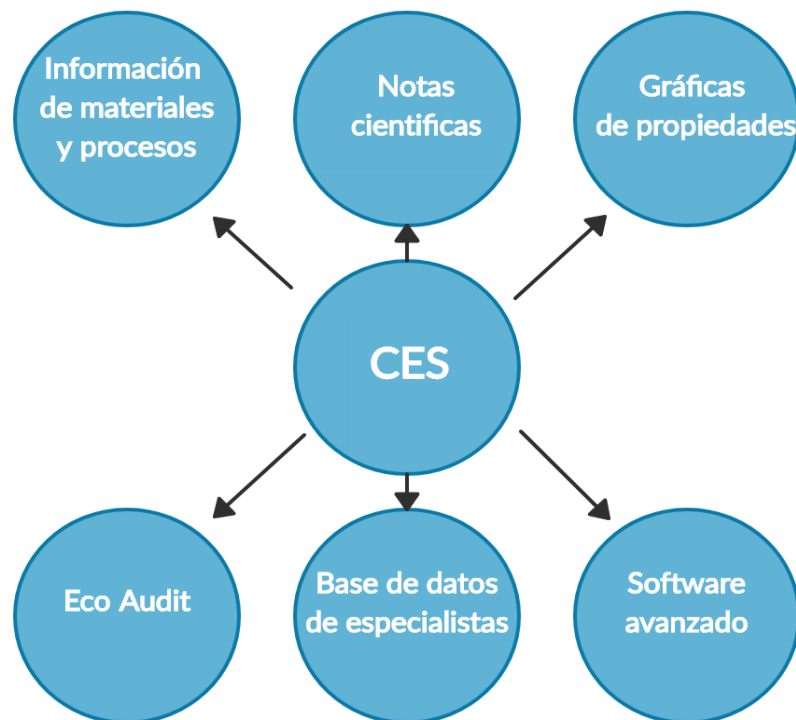 Información
de materiales
y procesos
Notas
cientificas
Gráficas
de propiedades
CES
Eco Audit
Base de datos
de especialistas
Software
avanzado